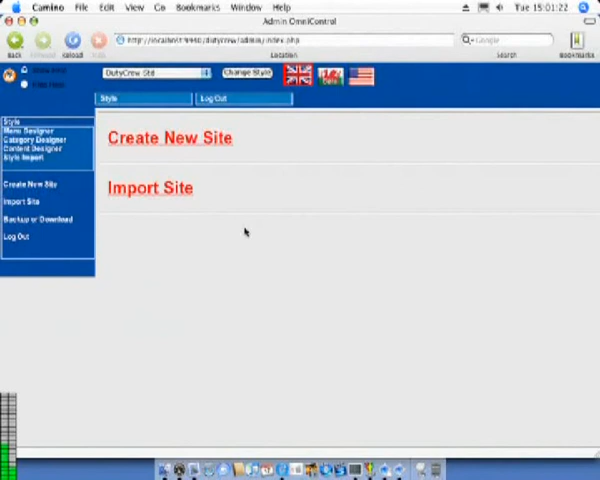 Camino File Edit View Go Bookmarks Window Help Tue 15:01:22
Admin OmniControl
Back Reload Location Google Search Bookmarks
DutyCrew Std Change Style
Style Log Out
Style
Menu Designer
Category Designer
Content Designer
Style Import
Create New Site
Import Site
Backup or Download
Log Out
Create New Site
Import Site